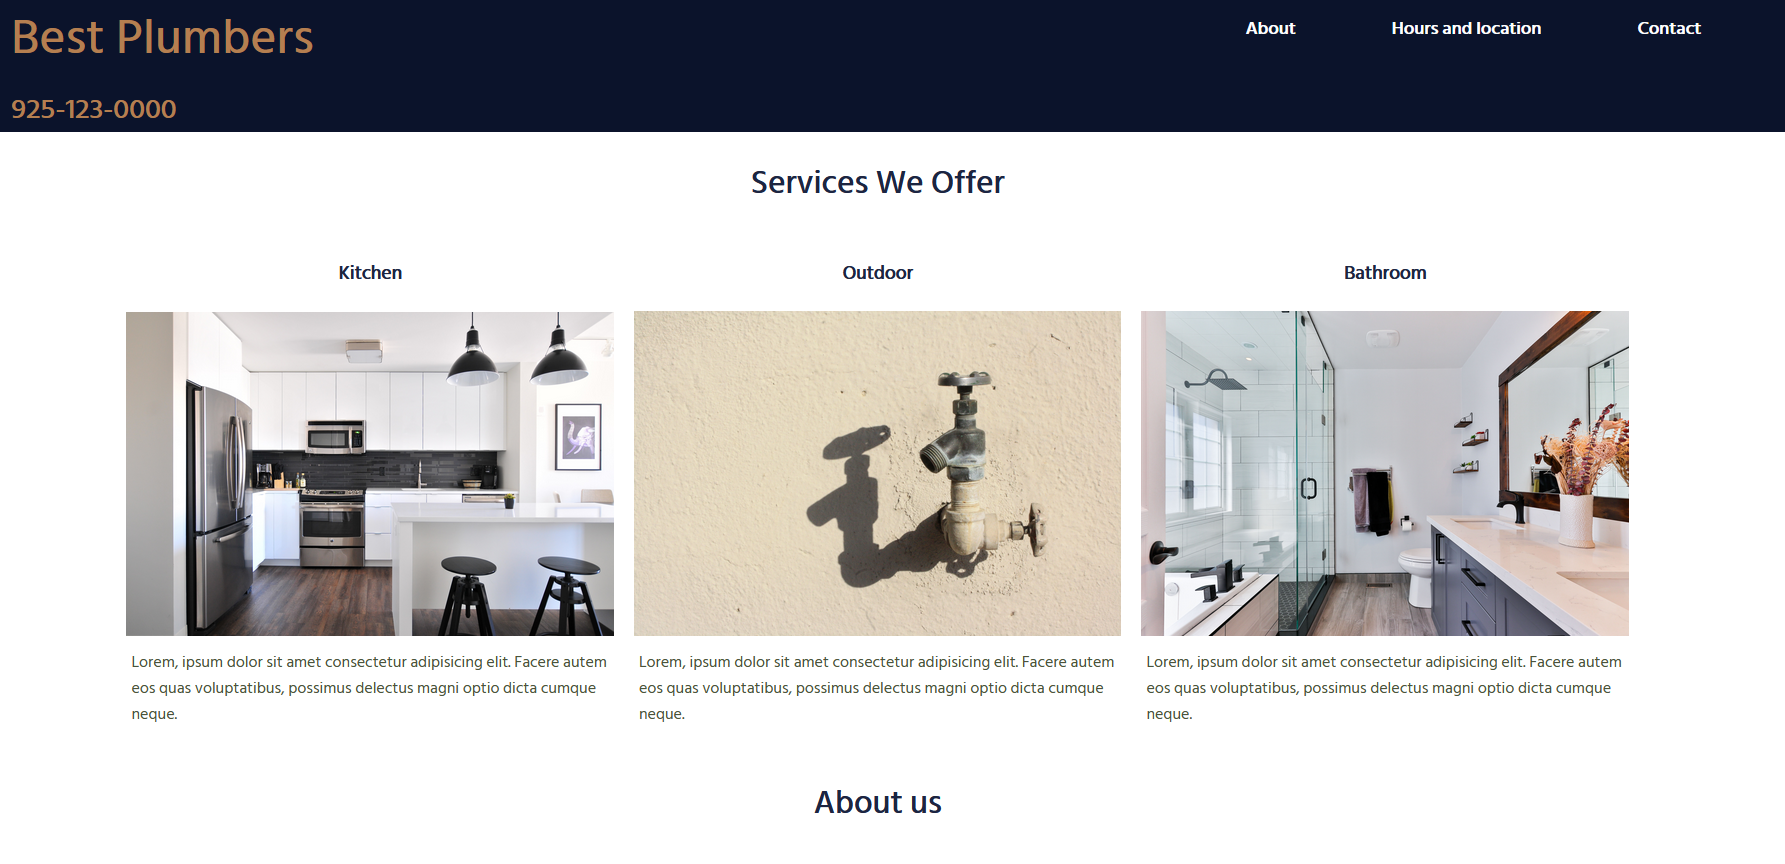 Best Plumbers
About
Hours and location
Contact
925-123-0000
Services We Offer
Kitchen
Outdoor
Bathroom
Lorem, ipsum dolor sit amet consectetur adipisicing elit. Facere autem
eos quas voluptatibus, possimus delectus magni optio dicta cumque
neque.
Lorem, ipsum dolor sit amet consectetur adipisicing elit. Facere autem
eos quas voluptatibus, possimus delectus magni optio dicta cumque
neque.
Lorem, ipsum dolor sit amet consectetur adipisicing elit. Facere autem
eos quas voluptatibus, possimus delectus magni optio dicta cumque
neque.
About us